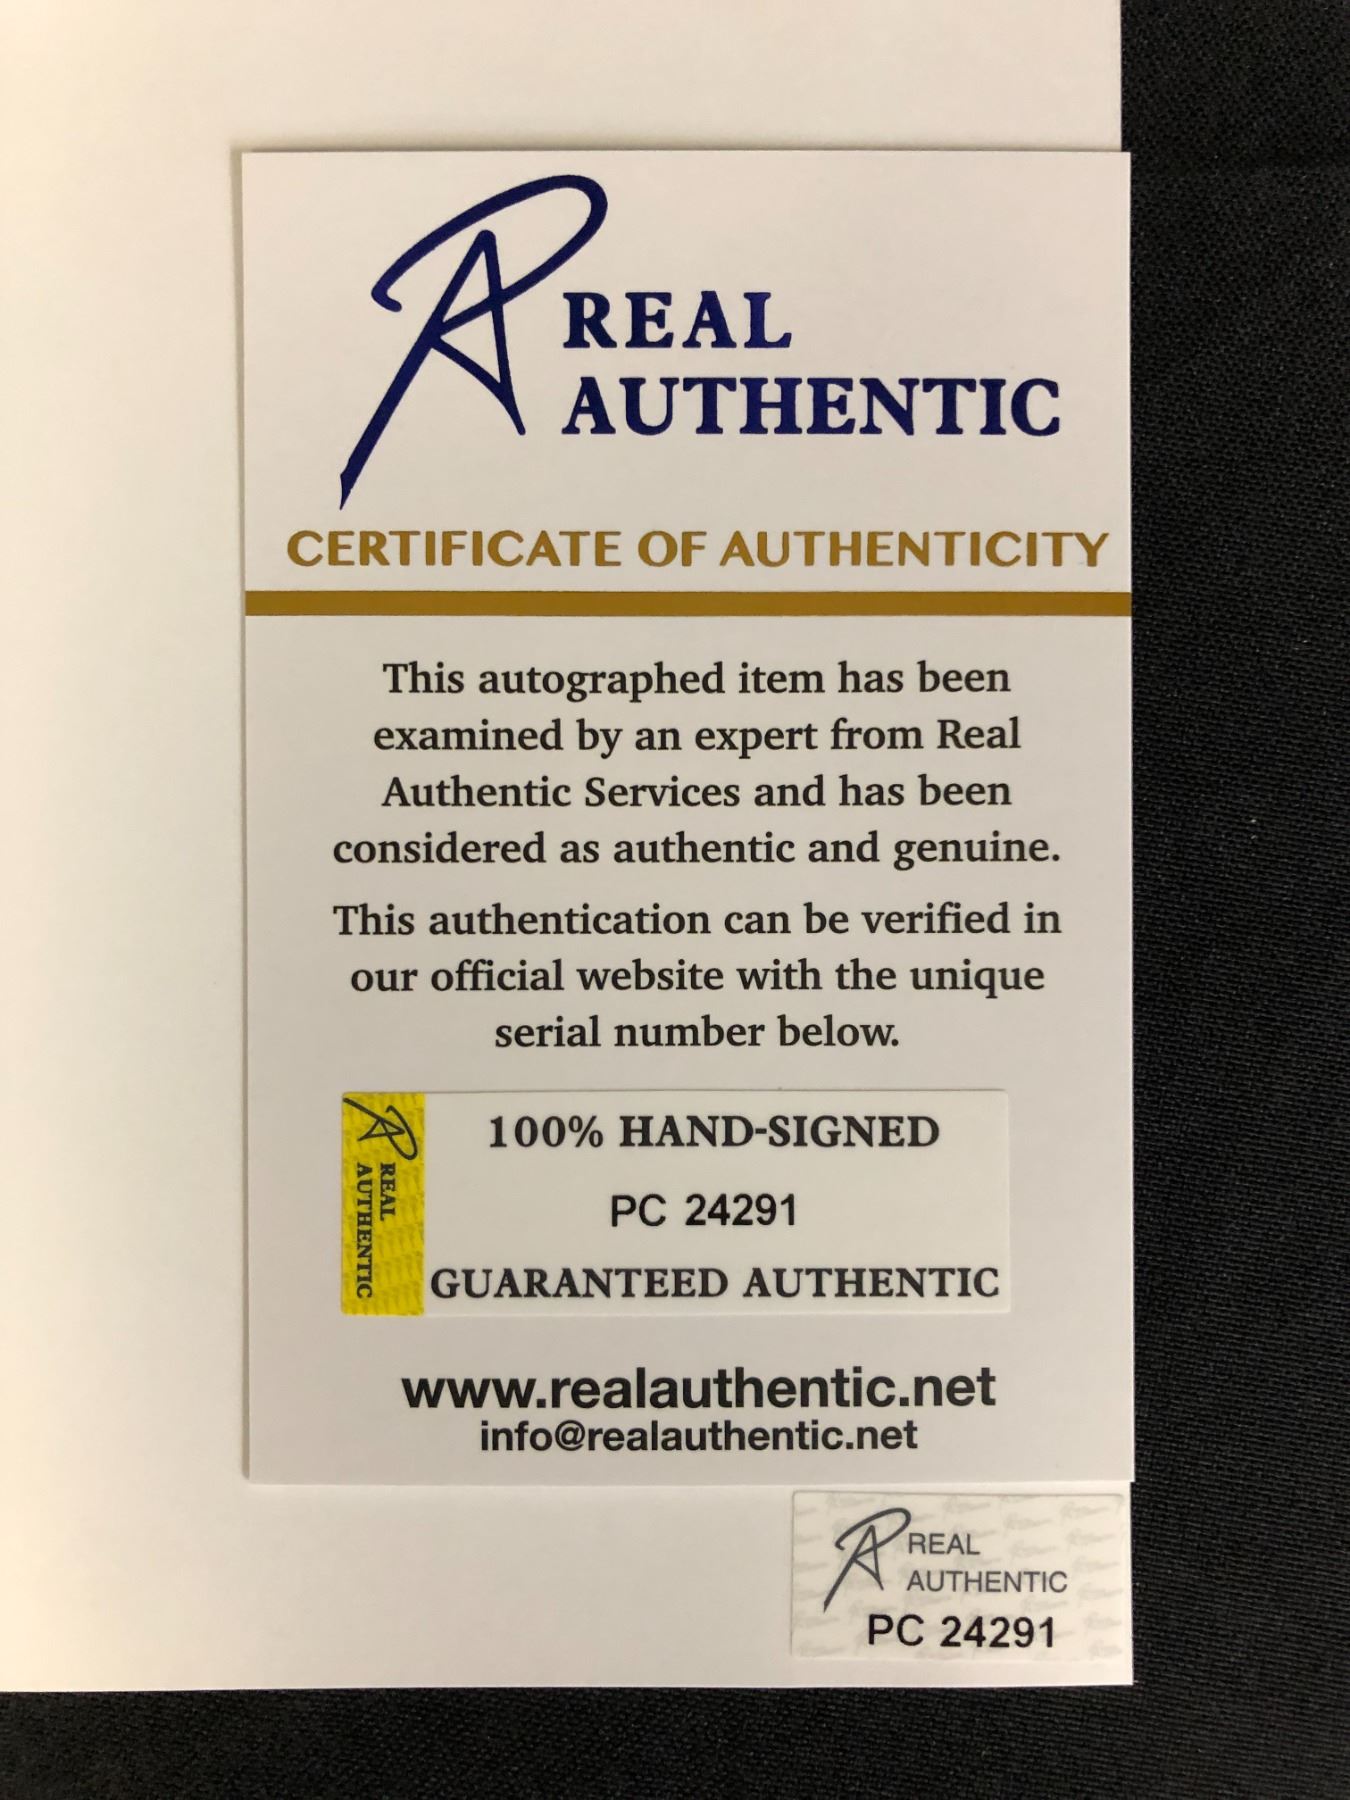 REAL
AUTHENTIC
CERTIFICATE OF AUTHENTICITY
This autographed item has been
examined by an expert from Real
Authentic Services and has been
considered as authentic and genuine.
This authentication can be verified in
our official website with the unique
serial number below.
REAL
AUTHENTIC
100% HAND-SIGNED
PC 24291
GUARANTEED AUTHENTIC
www.realauthentic.net
info@realauthentic.net
REAL
AUTHENTIC
PC 24291